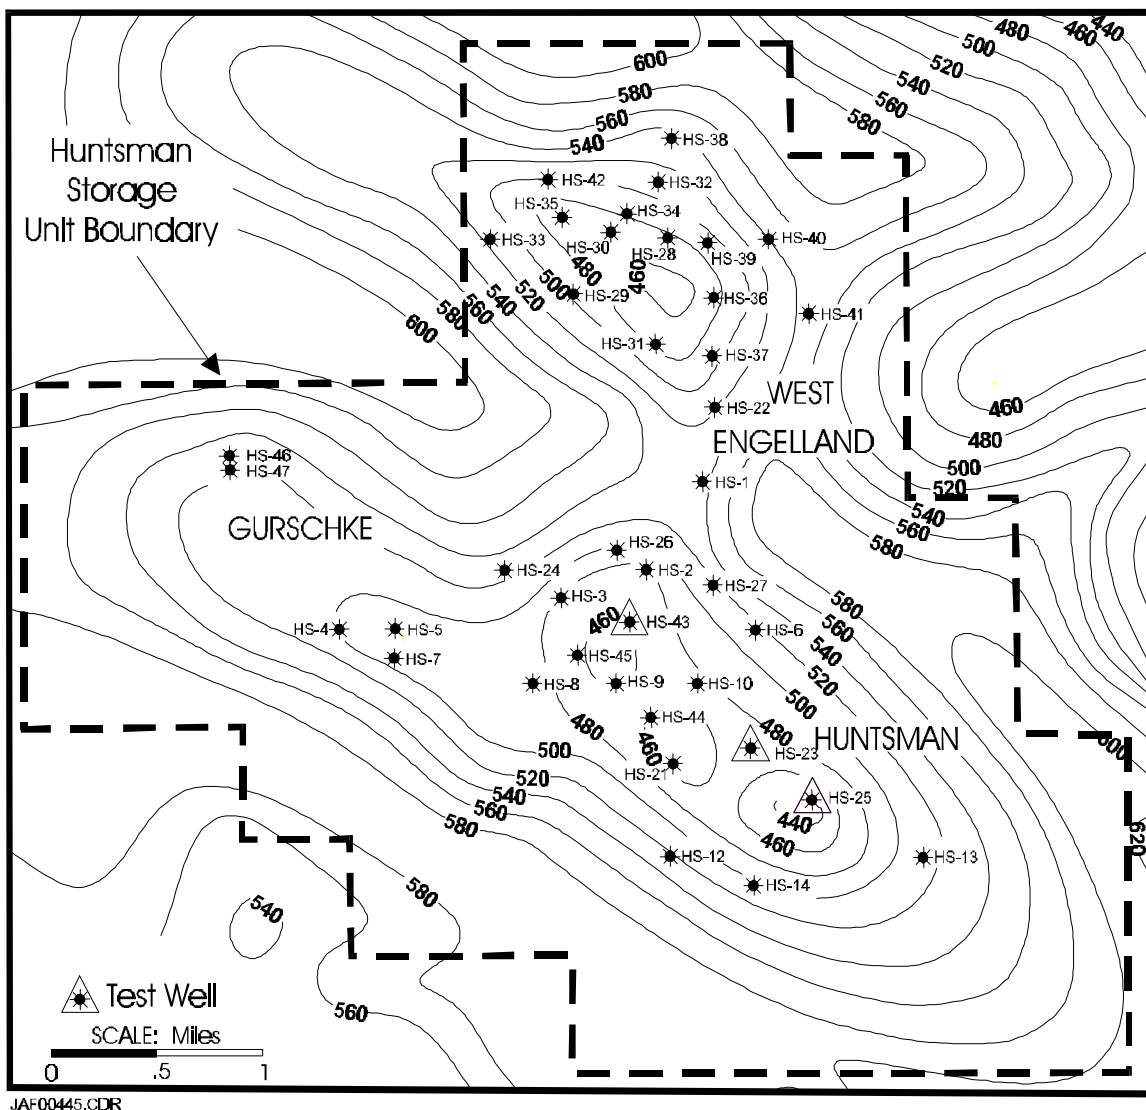 440
480
460
500
600
520
540
580
560
560
580
540
HS-38
Huntsman
Storage
Unit Boundary
HS-42
HS-32
HS-35
HS-34
HS-33
HS-30
HS-28
HS-39
HS-40
480
460
500
520
540
560
580
600
HS-29
HS-36
HS-41
HS-31
HS-37
WEST
ENGELLAND
HS-22
460
480
500
520
540
560
580
HS-46
HS-47
HS-1
GURSCHKE
HS-26
HS-24
HS-2
HS-27
HS-3
460
HS-43
HS-4
HS-5
HS-6
HS-7
HS-45
HS-8
HS-9
HS-10
580
560
540
520
500
480
HS-44
480
460
HS-21
HS-23
HUNTSMAN
600
620
500
520
540
560
580
HS-25
440
460
HS-12
HS-13
HS-14
580
540
560
Test Well
SCALE: Miles
0 .5 1
JAF00445.CDR